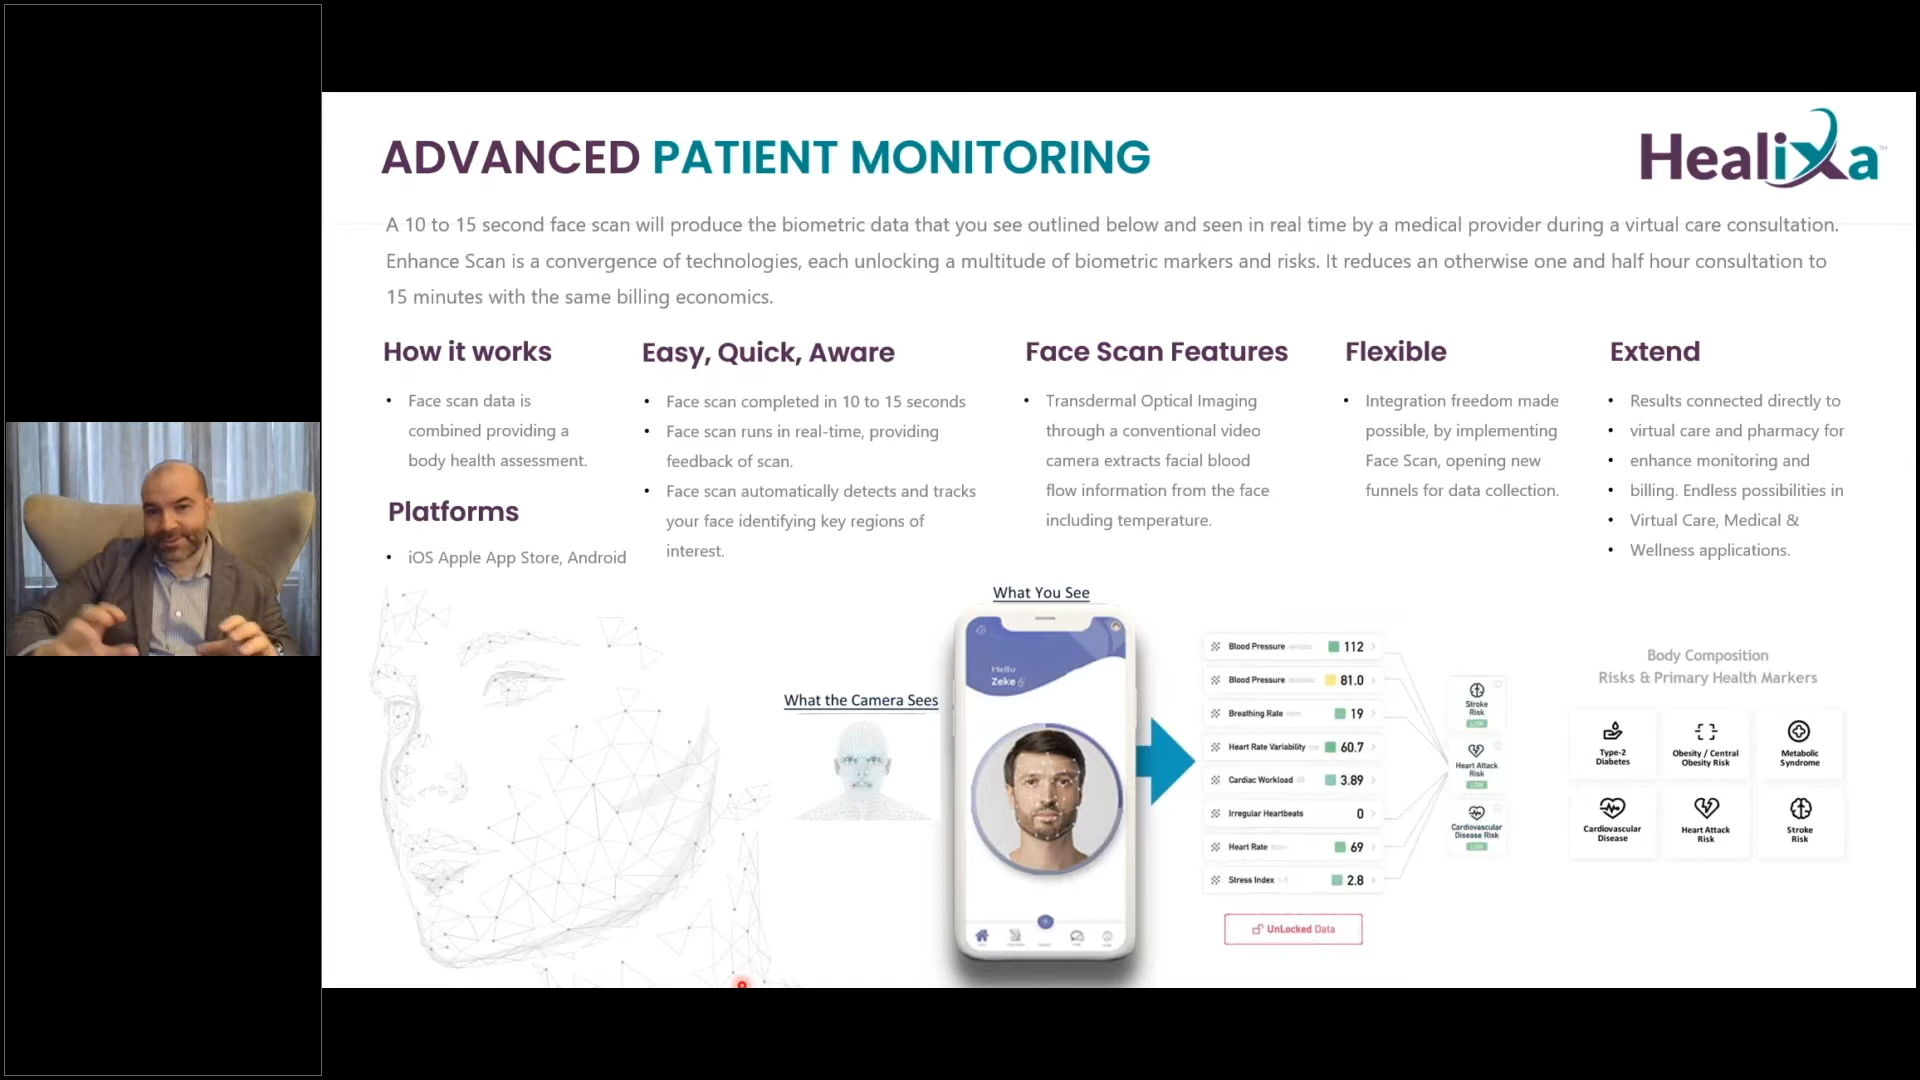 ADVANCED PATIENT MONITORING
Healixa
A 10 to 15 second face scan will produce the biometric data that you see outlined below and seen in real time by a medical provider during a virtual care consultation.
Enhance Scan is a convergence of technologies, each unlocking a multitude of biometric markers and risks. It reduces an otherwise one and half hour consultation to
15 minutes with the same billing economics.
How it works
• Face scan data is
combined providing a
body health assessment.
Platforms
• iOS Apple App Store, Android
Easy, Quick, Aware
• Face scan completed in 10 to 15 seconds
• Face scan runs in real-time, providing
feedback of scan.
• Face scan automatically detects and tracks
your face identifying key regions of
interest.
Face Scan Features
• Transdermal Optical Imaging
through a conventional video
camera extracts facial blood
flow information from the face
including temperature.
Flexible
• Integration freedom made
possible, by implementing
Face Scan, opening new
funnels for data collection.
Extend
• Results connected directly to
• virtual care and pharmacy for
• enhance monitoring and
• billing. Endless possibilities in
• Virtual Care, Medical &
• Wellness applications.
What the Camera Sees
What You See
Hello
Zeke
Blood Pressure 112
Blood Pressure 81.0
Breathing Rate 19
Heart Rate Variability 60.7
Cardiac Workload 3.89
Irregular Heartbeats 0
Heart Rate 69
Stress Index 2.8
UnLocked Data
Stroke
Risk
LOW
Heart Attack
Risk
LOW
Cardiovascular
Disease Risk
LOW
Body Composition
Risks & Primary Health Markers
Type-2
Diabetes
Obesity / Central
Obesity Risk
Metabolic
Syndrome
Cardiovascular
Disease
Heart Attack
Risk
Stroke
Risk